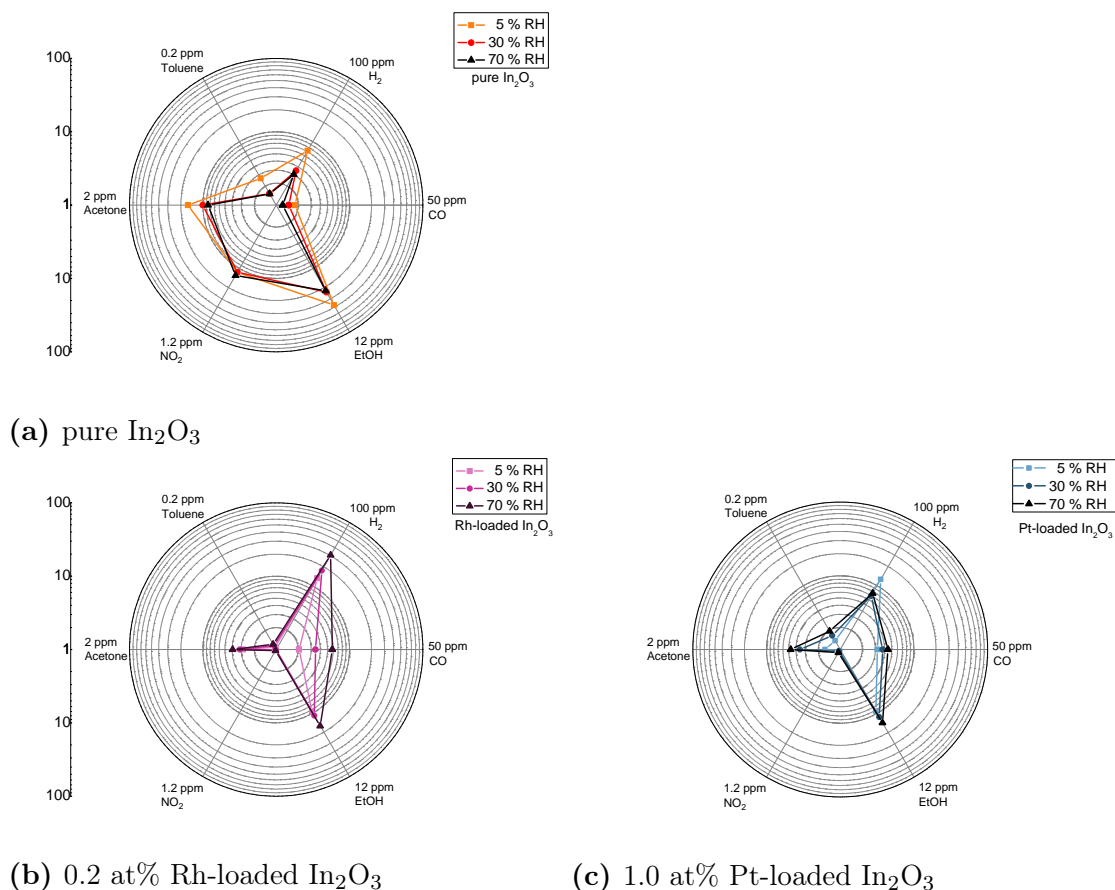 5 % RH
30 % RH
70 % RH
pure In₂O₃
100
10
1
10
100
0.2 ppm
Toluene
100 ppm
H₂
2 ppm
Acetone
50 ppm
CO
1.2 ppm
NO₂
12 ppm
EtOH
(a) pure In₂O₃
5 % RH
30 % RH
70 % RH
Rh-loaded In₂O₃
100
10
1
10
100
0.2 ppm
Toluene
100 ppm
H₂
2 ppm
Acetone
50 ppm
CO
1.2 ppm
NO₂
12 ppm
EtOH
5 % RH
30 % RH
70 % RH
Pt-loaded In₂O₃
0.2 ppm
Toluene
100 ppm
H₂
2 ppm
Acetone
50 ppm
CO
1.2 ppm
NO₂
12 ppm
EtOH
(b) 0.2 at% Rh-loaded In₂O₃
(c) 1.0 at% Pt-loaded In₂O₃